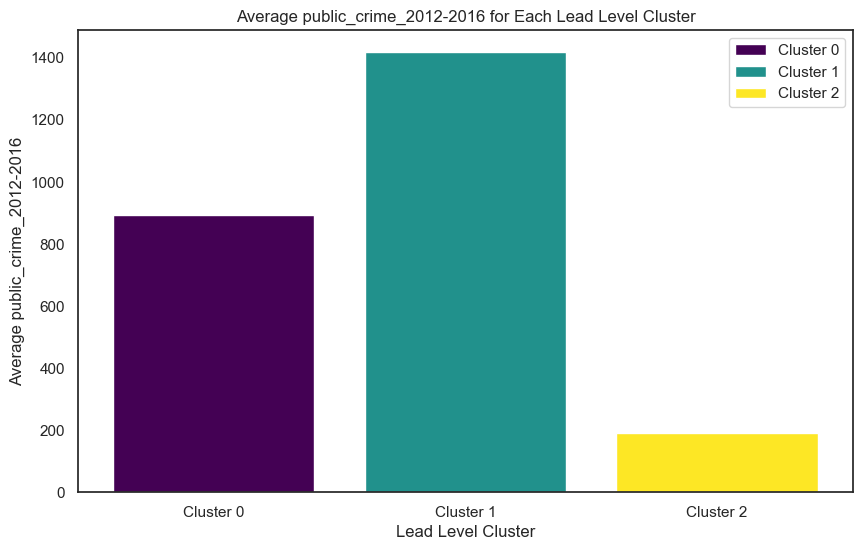 Average public_crime_2012-2016 for Each Lead Level Cluster
Cluster 0
Cluster 1
Cluster 2
Average public_crime_2012-2016
1400
1200
1000
800
600
400
200
0
Cluster 0
Cluster 1
Cluster 2
Lead Level Cluster